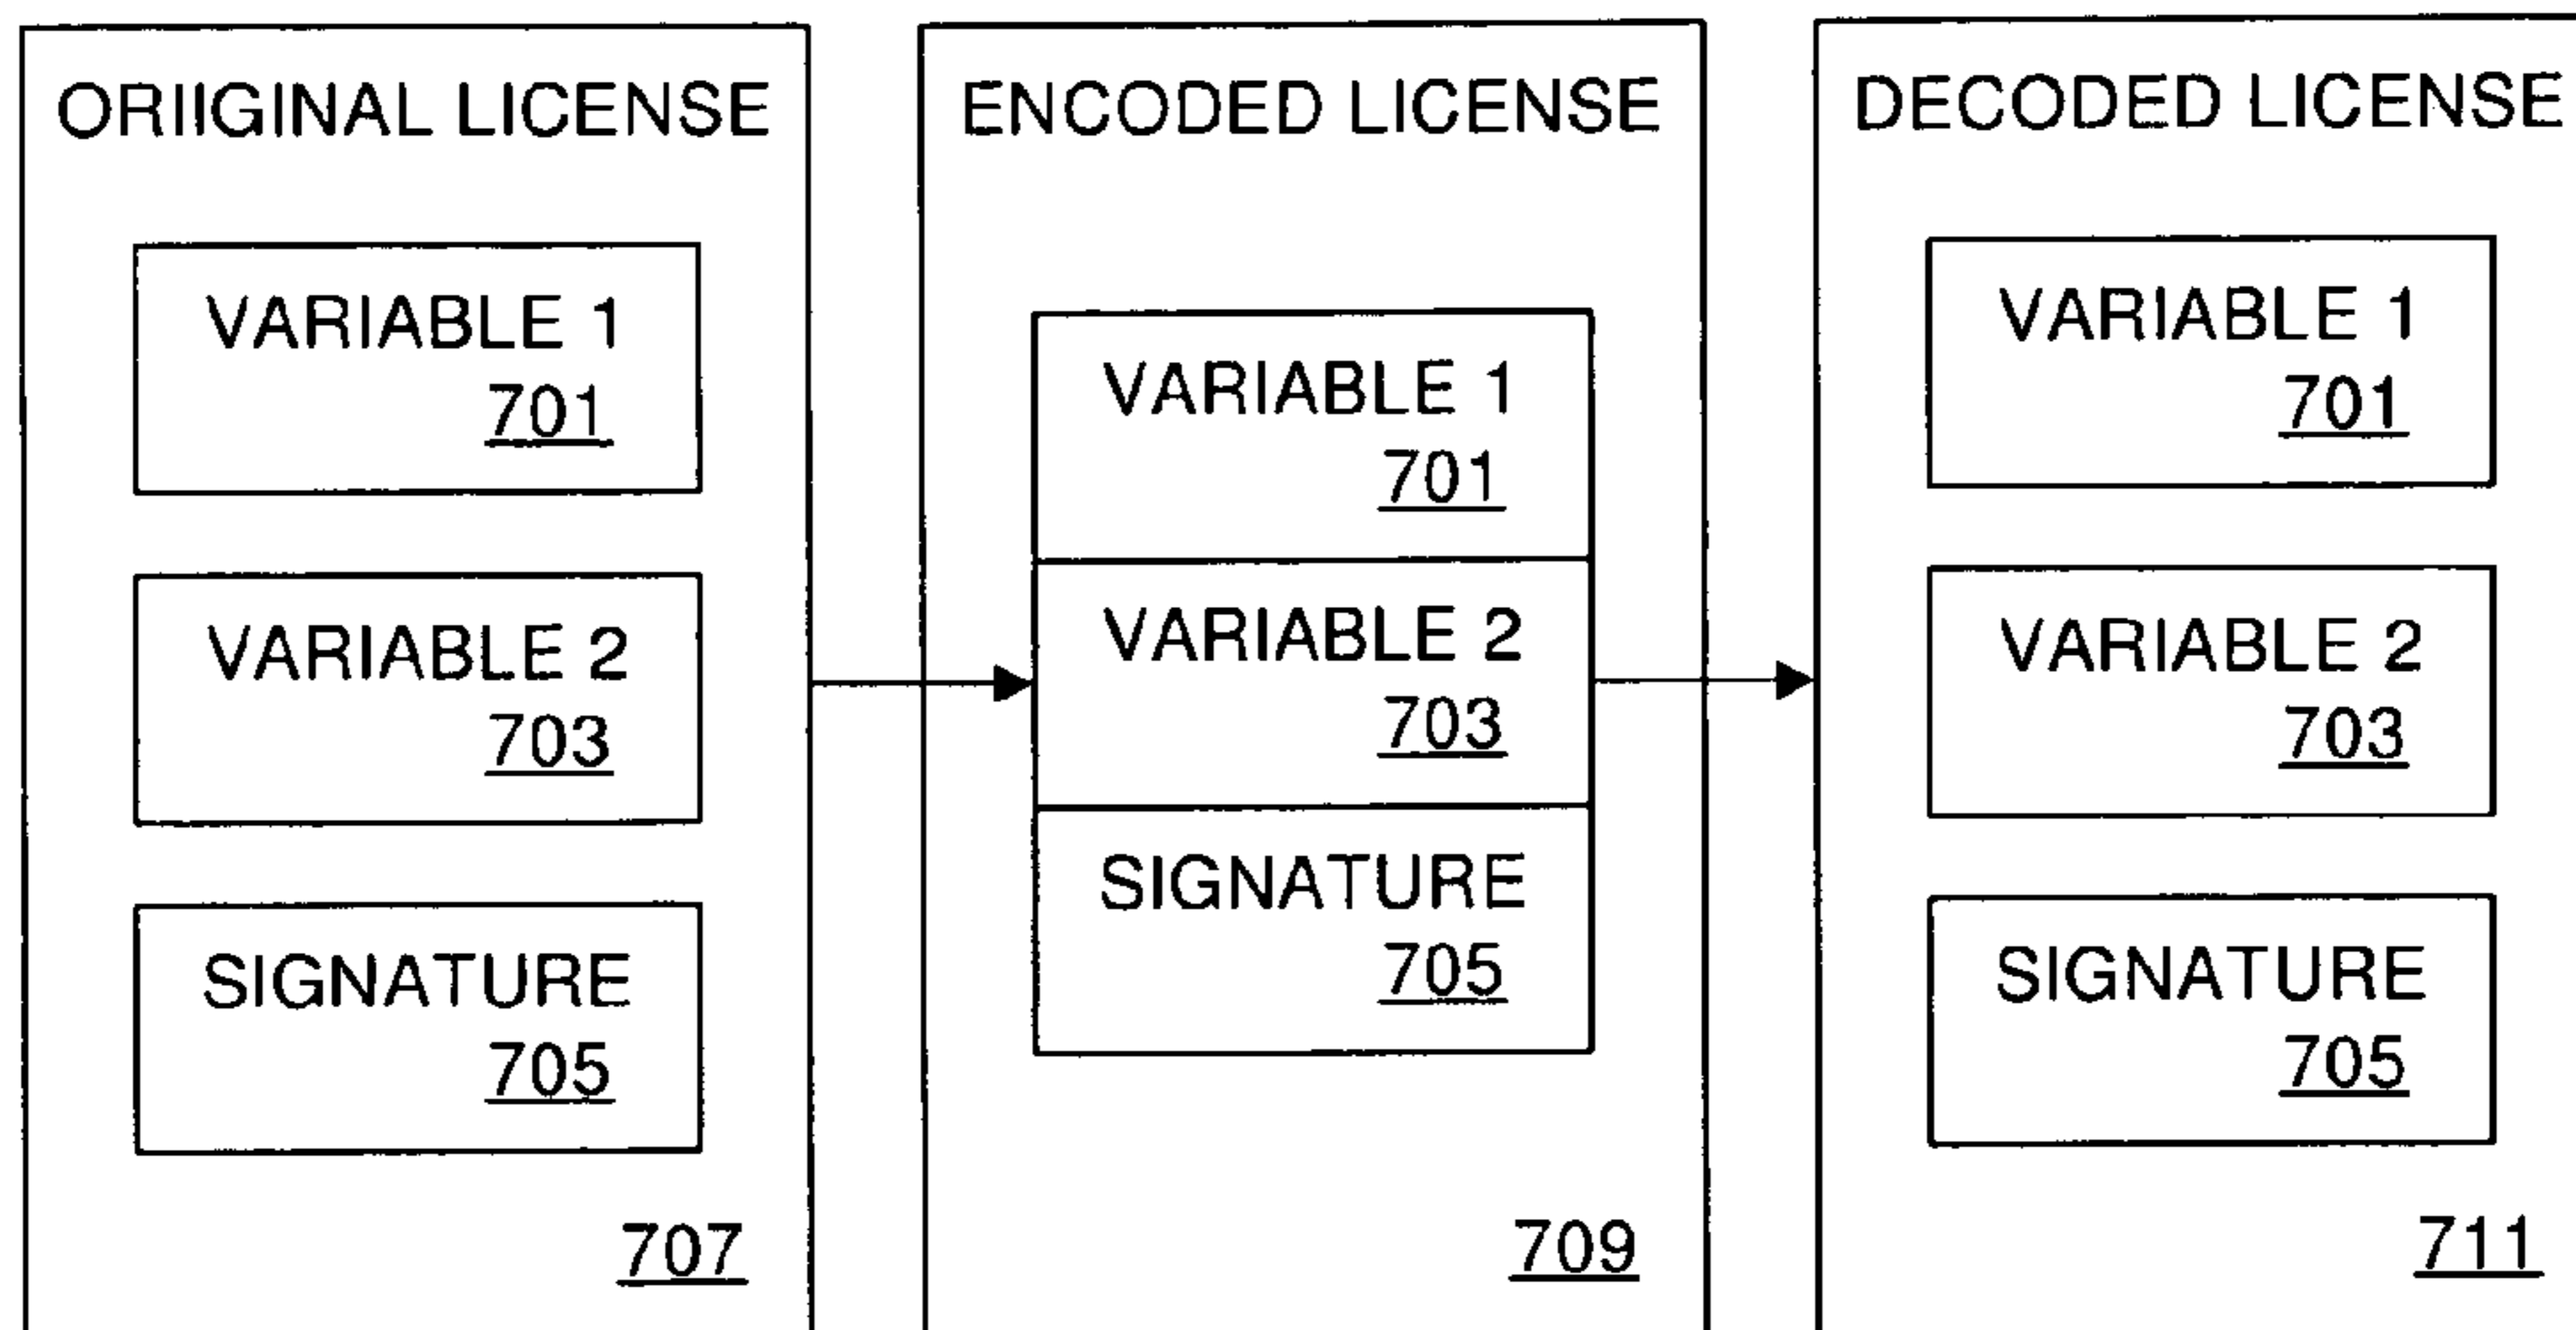 ORIIGINAL LICENSE
VARIABLE 1
701
VARIABLE 2
703
SIGNATURE
705
707
ENCODED LICENSE
VARIABLE 1
701
VARIABLE 2
703
SIGNATURE
705
709
DECODED LICENSE
VARIABLE 1
701
VARIABLE 2
703
SIGNATURE
705
711